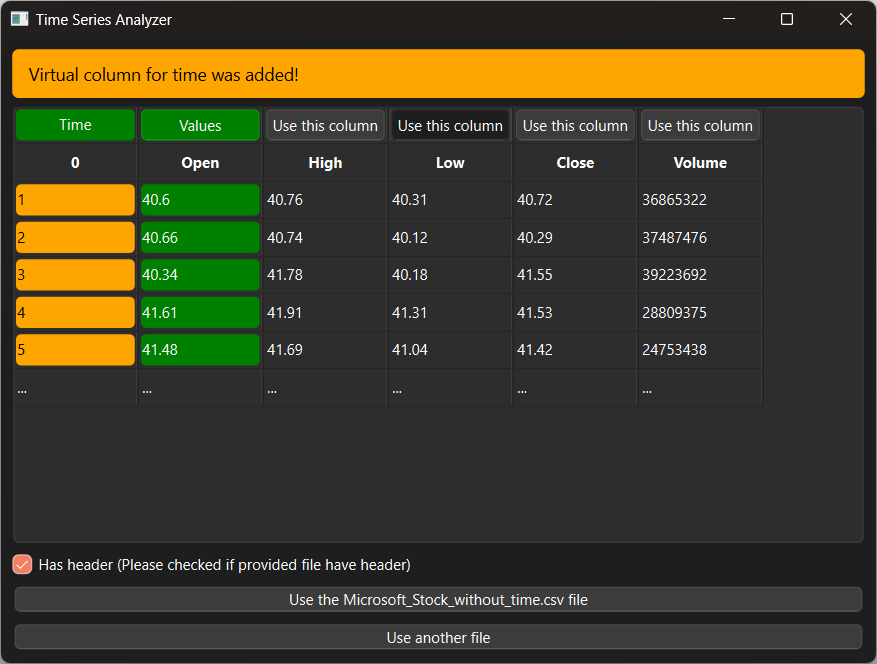 Time Series Analyzer
Virtual column for time was added!
Time Values Use this column Use this column Use this column Use this column
0 Open High Low Close Volume
1 40.6 40.76 40.31 40.72 36865322
2 40.66 40.74 40.12 40.29 37487476
3 40.34 41.78 40.18 41.55 39223692
4 41.61 41.91 41.31 41.53 28809375
5 41.48 41.69 41.04 41.42 24753438
... ... ... ... ... ...
Has header (Please checked if provided file have header)
Use the Microsoft_Stock_without_time.csv file
Use another file